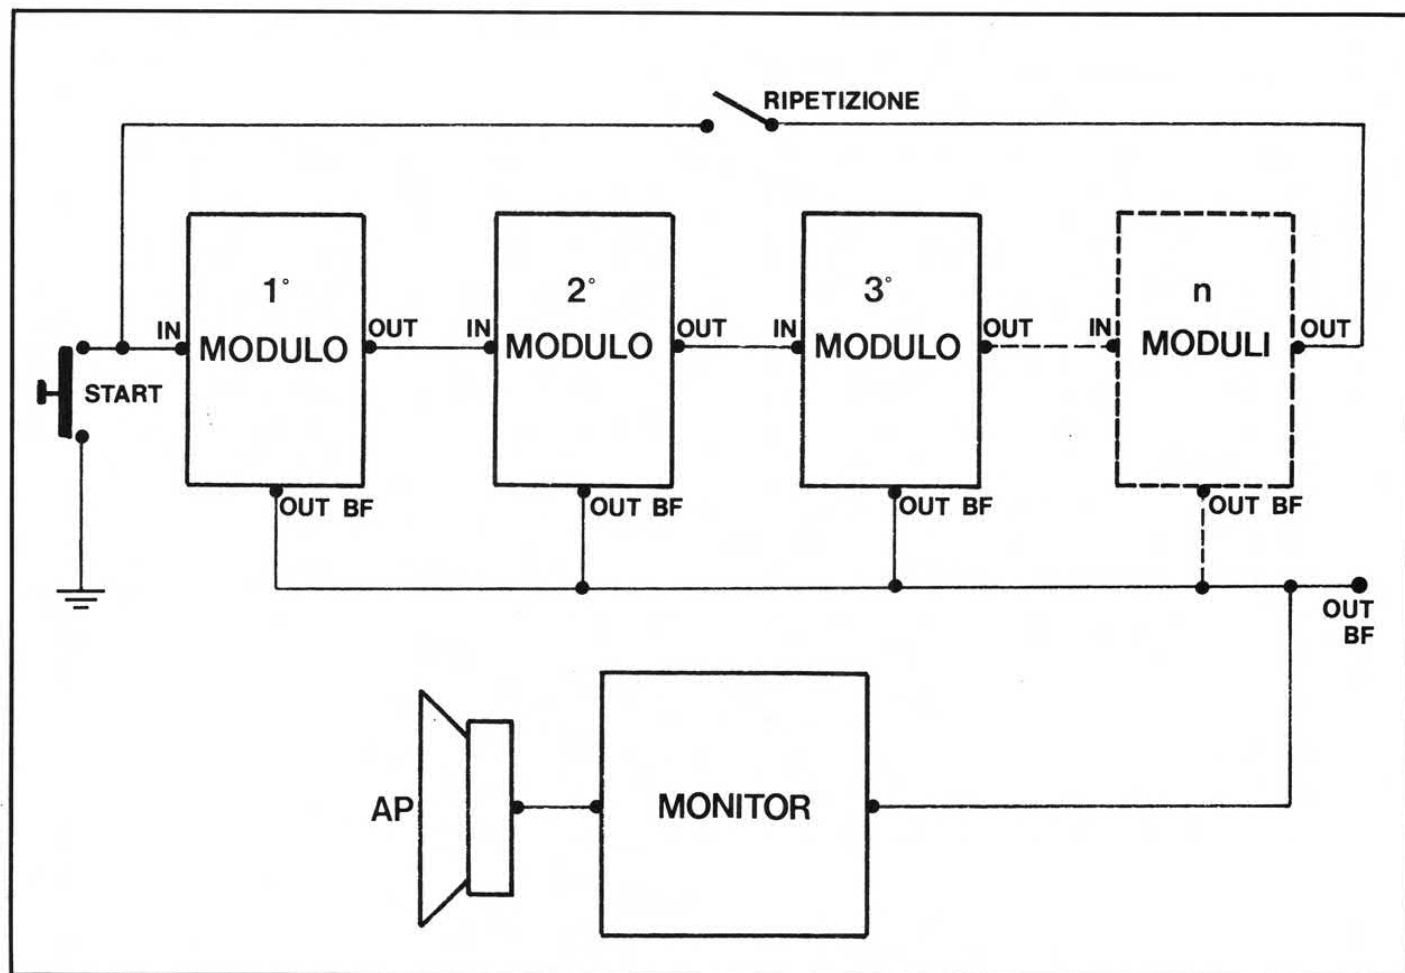 RIPETIZIONE
1°
MODULO
IN
OUT
2°
MODULO
IN
OUT
3°
MODULO
IN
OUT
n
MODULI
IN
OUT
START
OUT BF
OUT BF
OUT BF
OUT BF
OUT
BF
AP
MONITOR